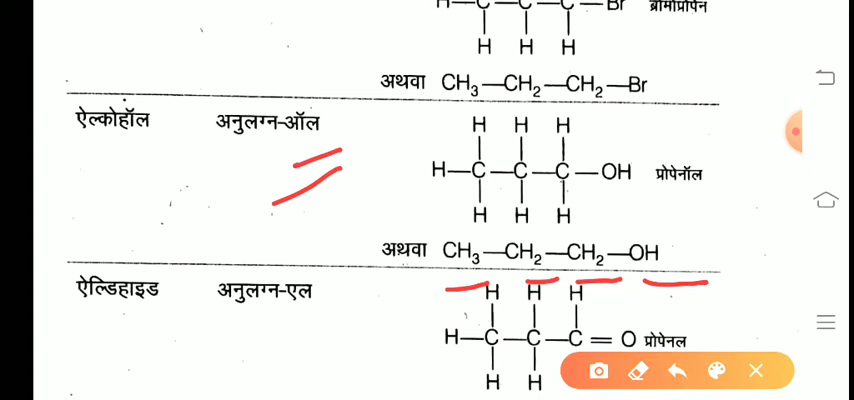 H—C—C—C—Br ब्रोमोप्रोपेन
H H H
अथवा CH₃—CH₂—CH₂—Br
ऐल्कोहॉल अनुलग्न-ऑल
H H H
H—C—C—C—OH प्रोपेनॉल
H H H
अथवा CH₃—CH₂—CH₂—OH
ऐल्डिहाइड अनुलग्न-एल
H H H
H—C—C—C=O प्रोपेनल
H H